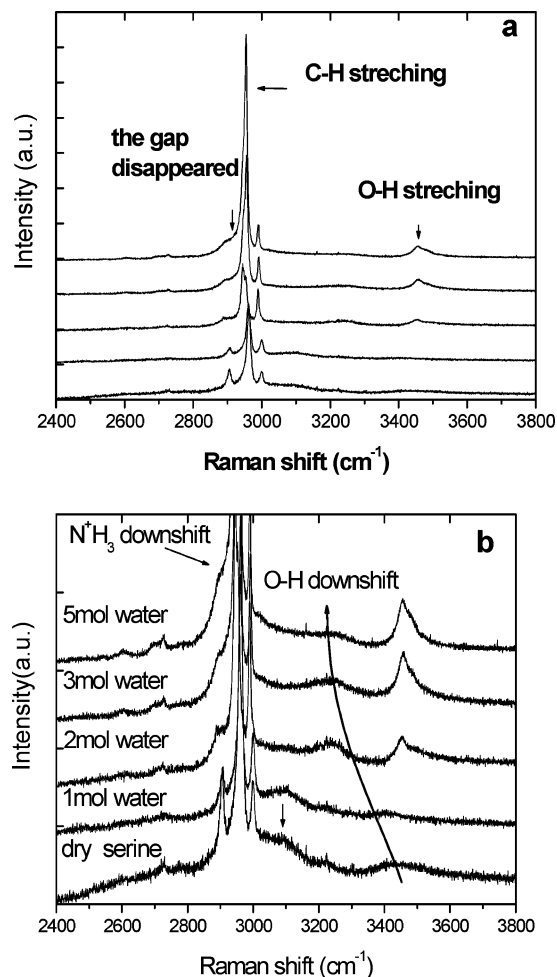 a
C-H streching
the gap
disappeared
O-H streching
Intensity (a.u.)
2400 2600 2800 3000 3200 3400 3600 3800
Raman shift (cm⁻¹)
b
N⁺H₃ downshift
O-H downshift
5mol water
3mol water
2mol water
1mol water
dry serine
Intensity(a.u.)
2400 2600 2800 3000 3200 3400 3600 3800
Raman shift (cm⁻¹)